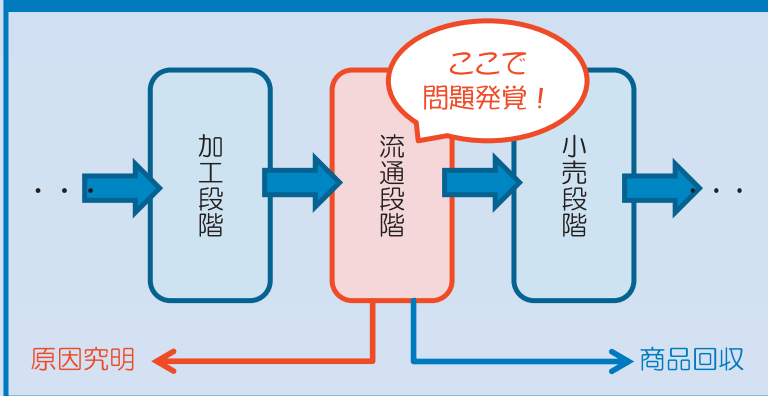 ここで
問題発覚！
・・・
加工段階
流通段階
小売段階
・・・
原因究明
商品回収